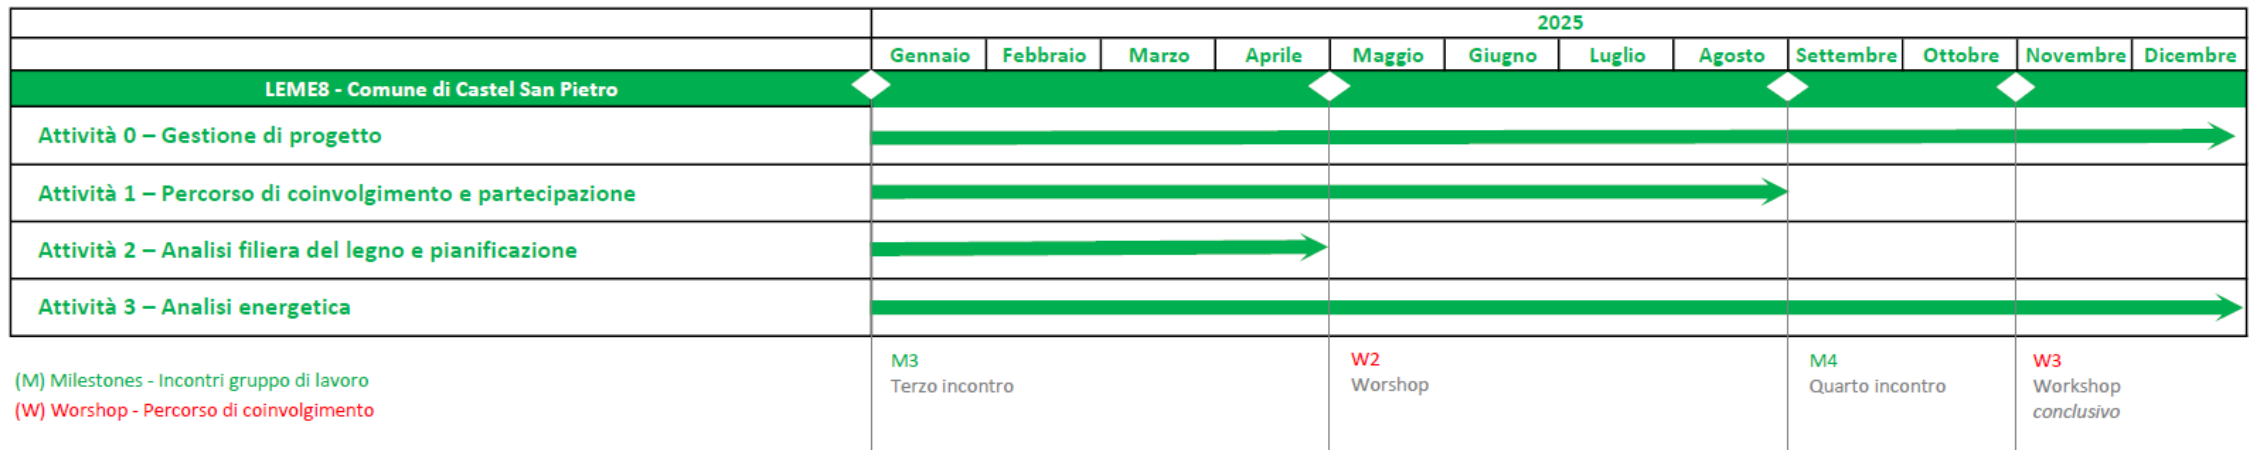 2025
Gennaio Febbraio Marzo Aprile Maggio Giugno Luglio Agosto Settembre Ottobre Novembre Dicembre
LEME8 - Comune di Castel San Pietro
Attività 0 – Gestione di progetto
Attività 1 – Percorso di coinvolgimento e partecipazione
Attività 2 – Analisi filiera del legno e pianificazione
Attività 3 – Analisi energetica
(M) Milestones - Incontri gruppo di lavoro
(W) Worshop - Percorso di coinvolgimento
M3
Terzo incontro
W2
Worshop
M4
Quarto incontro
W3
Workshop
conclusivo